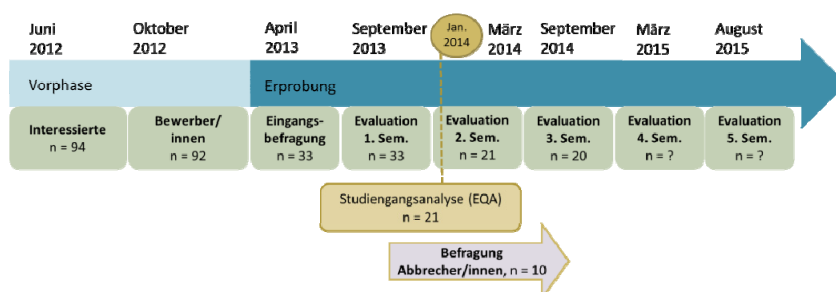 Juni 2012
Oktober 2012
April 2013
September 2013
Jan. 2014
März 2014
September 2014
März 2015
August 2015
Vorphase
Erprobung
Interessierte
n = 94
Bewerber/
innen
n = 92
Eingangs-
befragung
n = 33
Evaluation
1. Sem.
n = 33
Evaluation
2. Sem.
n = 21
Evaluation
3. Sem.
n = 20
Evaluation
4. Sem.
n = ?
Evaluation
5. Sem.
n = ?
Studiengangsanalyse (EQA)
n = 21
Befragung
Abbrecher/innen, n = 10